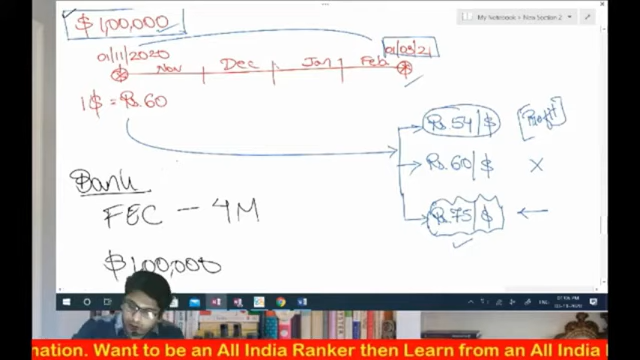 $1,00,000
My Notebook • New Section 2
01/11/2020
01/03/21
Nov Dec Jan Feb
1$ = Rs.60
Rs.54/$ [Profit]
Rs.60/$ X
Rs.75/$
Bank
FEC - 4M
$1,00,000
ENG
mation. Want to be an All India Ranker then Learn from an All India